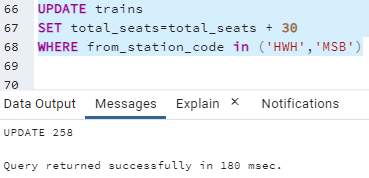 66 UPDATE trains
67 SET total_seats=total_seats + 30
68 WHERE from_station_code in ('HWH','MSB')
69
70
Data Output Messages Explain × Notifications
UPDATE 258
Query returned successfully in 180 msec.